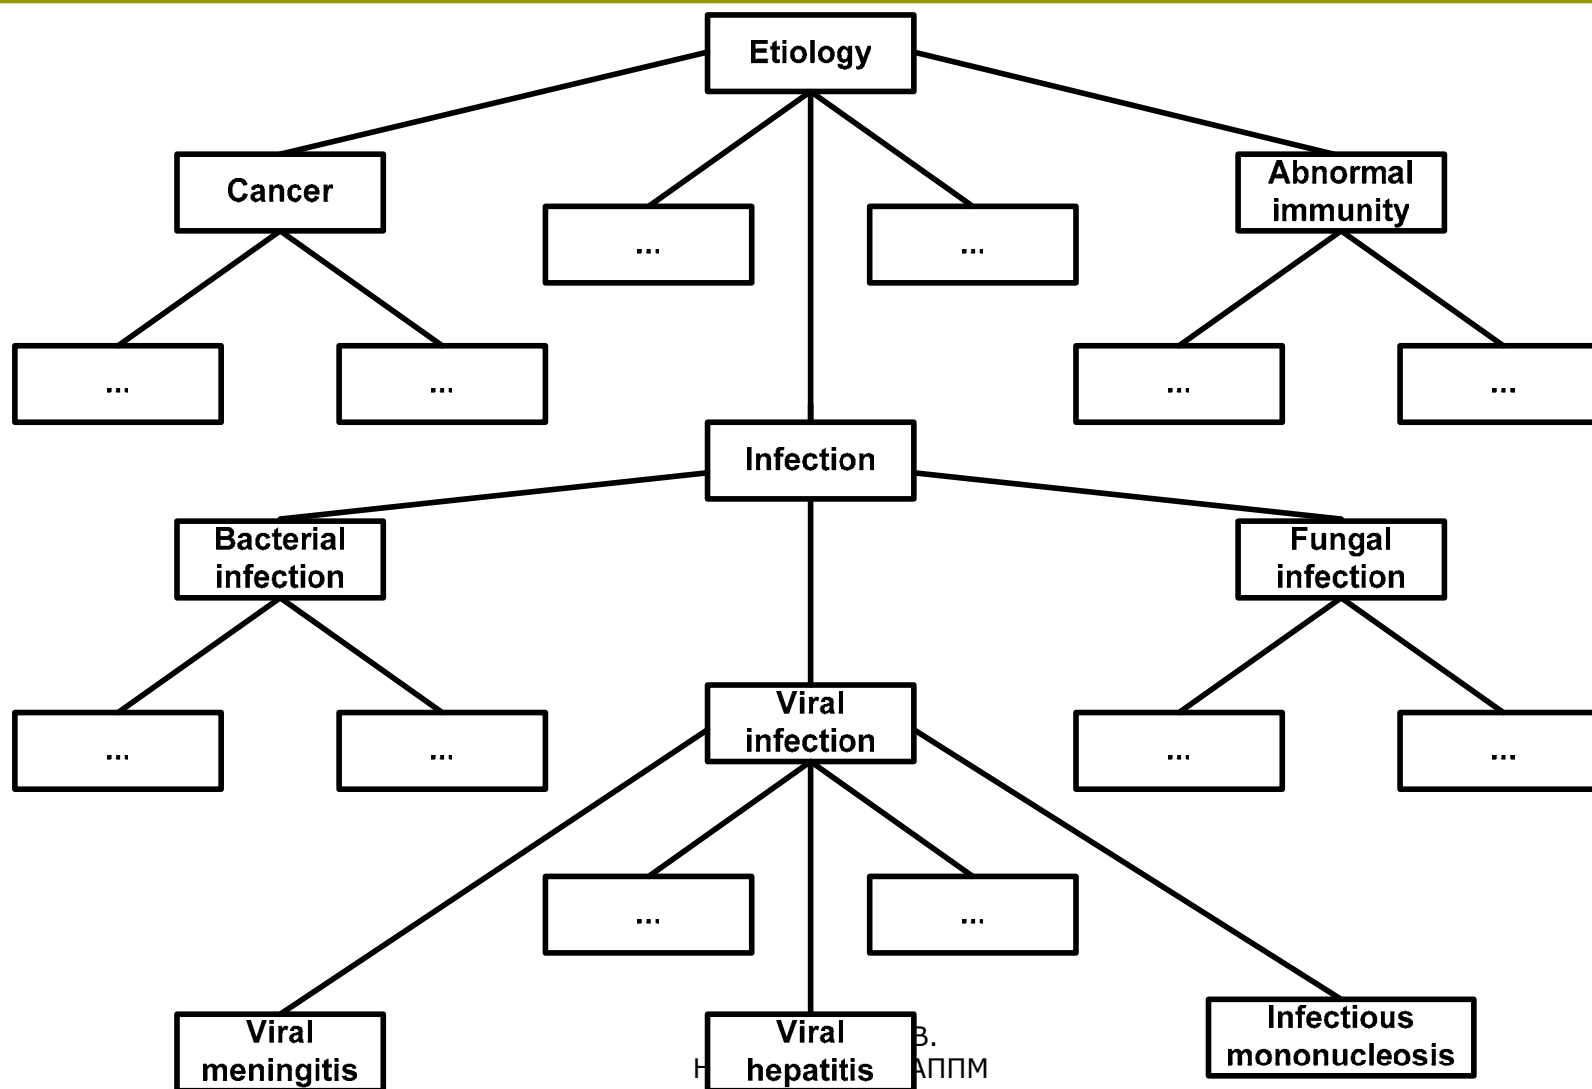 Etiology
Cancer
Abnormal
immunity
...
...
...
...
...
...
Infection
Bacterial
infection
Fungal
infection
Viral
infection
...
...
...
...
...
...
Viral
meningitis
Viral
hepatitis
Infectious
mononucleosis